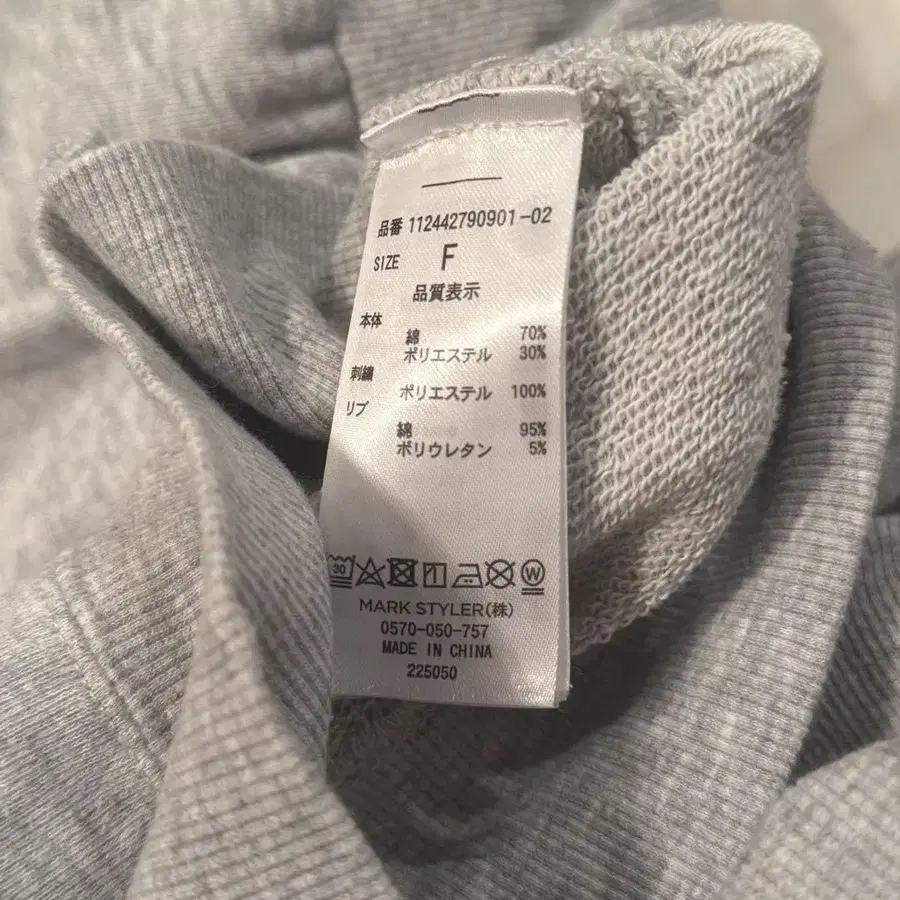 品番 112442790901-02
SIZE F
品質表示
本体
綿 70%
ポリエステル 30%
刺繍
ポリエステル 100%
リブ
綿 95%
ポリウレタン 5%
30 W
MARK STYLER(株)
0570-050-757
MADE IN CHINA
225050